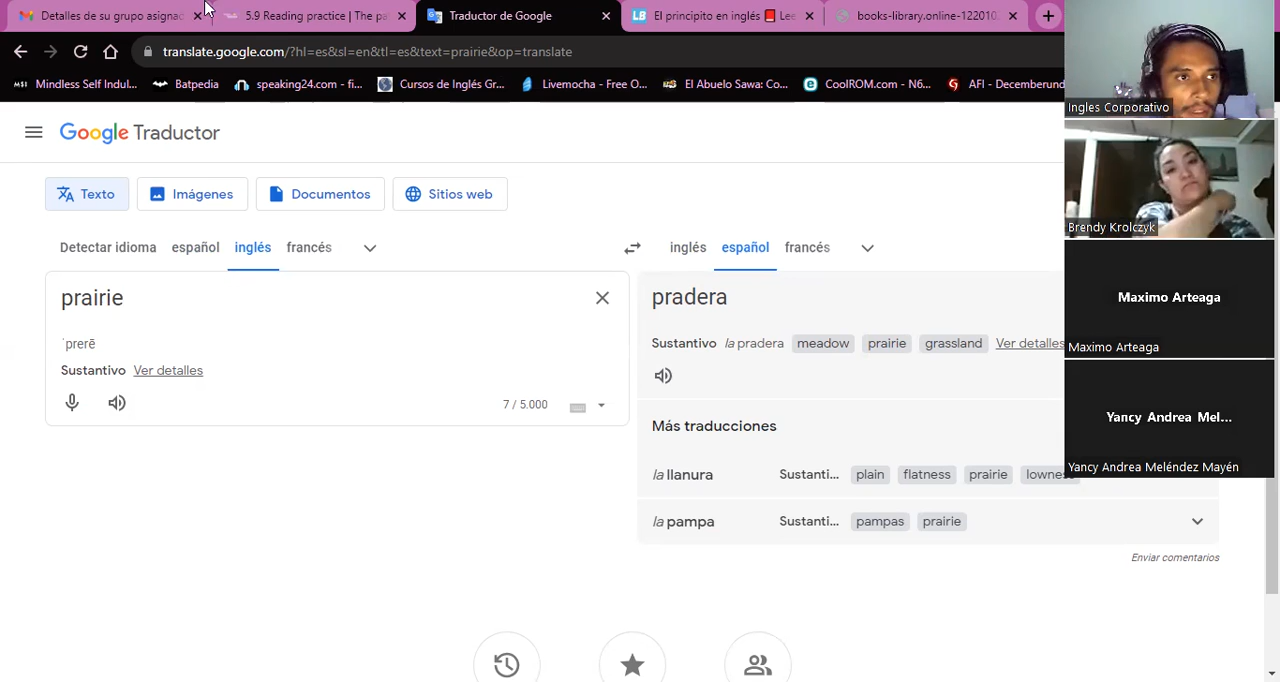 Detalles de su grupo asignad
5.9 Reading practice | The pa
Traductor de Google
El principito en inglés 📕 Lee
books-library.online-122010
translate.google.com/?hl=es&sl=en&tl=es&text=prairie&op=translate
Mindless Self Indul...
Batpedia
speaking24.com - fi...
Cursos de Inglés Gr...
Livemocha - Free O...
El Abuelo Sawa: Co...
CoolROM.com - N6...
AFI - Decemberund
Google Traductor
Texto
Imágenes
Documentos
Sitios web
Detectar idioma
español
inglés
francés
inglés
español
francés
prairie
ˈprerē
Sustantivo Ver detalles
7 / 5.000
pradera
Sustantivo la pradera meadow prairie grassland Ver detalles
Más traducciones
la llanura Sustanti... plain flatness prairie lowness
la pampa Sustanti... pampas prairie
Enviar comentarios
Ingles Corporativo
Brendy Krolczyk
Maximo Arteaga
Maximo Arteaga
Yancy Andrea Mel...
Yancy Andrea Meléndez Mayén